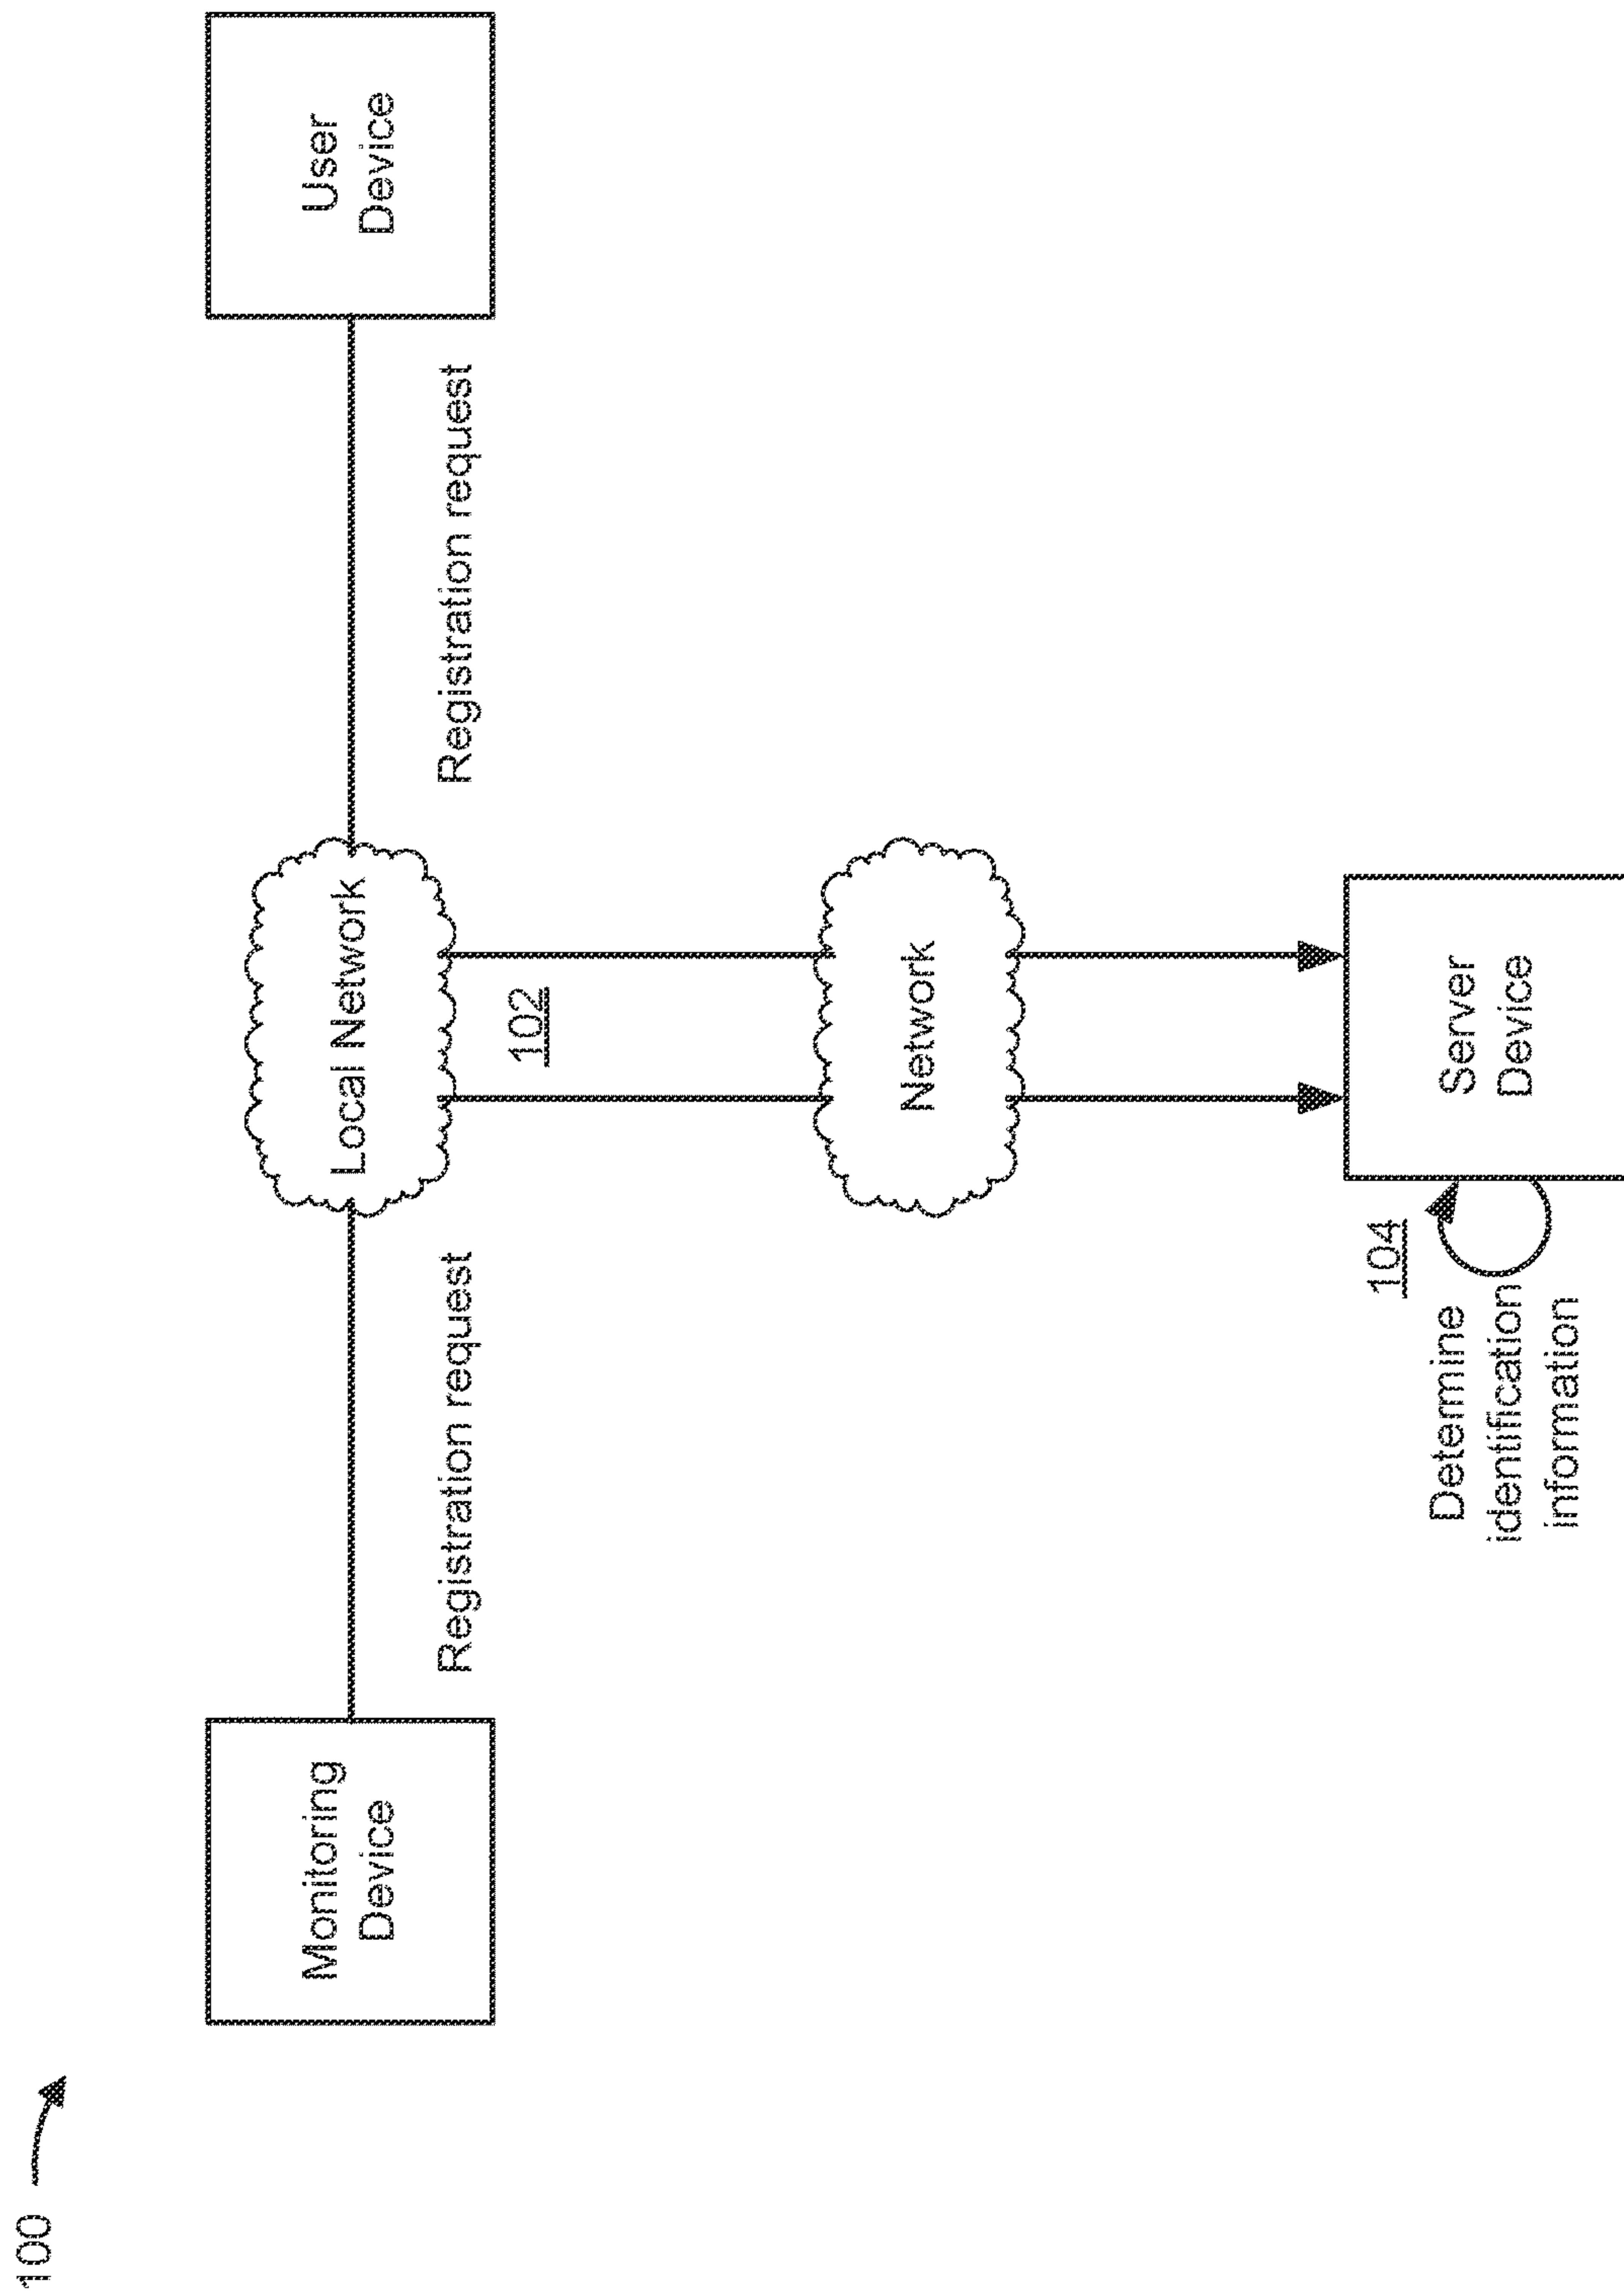 100
Monitoring
Device
Registration request
Local Network
Registration request
User
Device
102
Network
104
Determine
identification
information
Server
Device